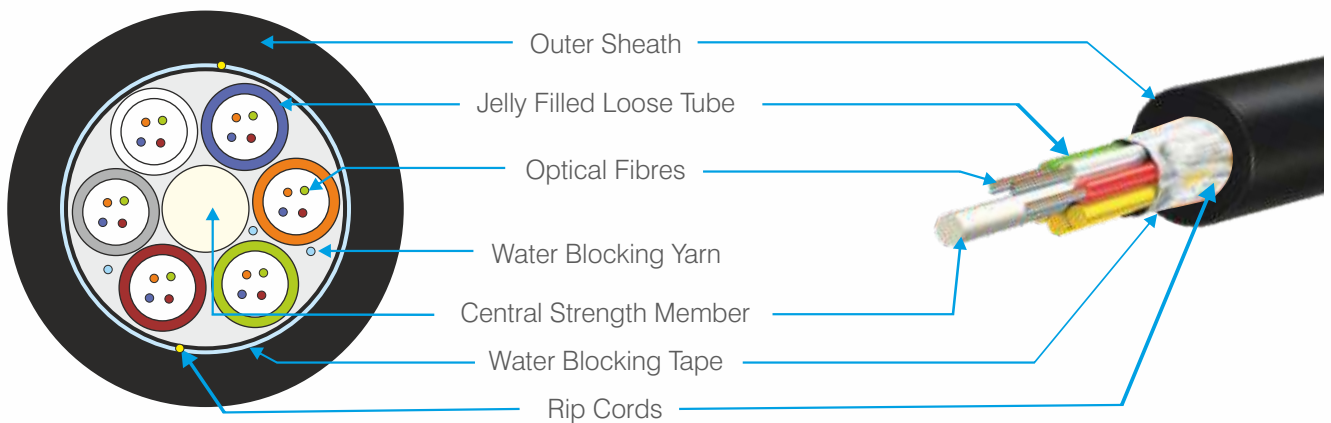 Outer Sheath
Jelly Filled Loose Tube
Optical Fibres
Water Blocking Yarn
Central Strength Member
Water Blocking Tape
Rip Cords